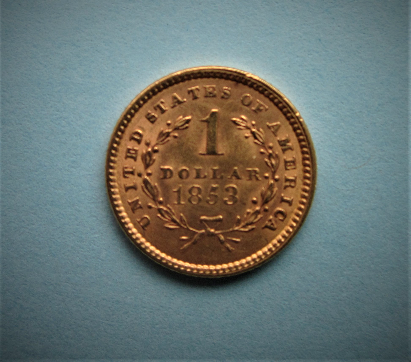 UNITED STATES OF AMERICA
1
DOLLAR
1853